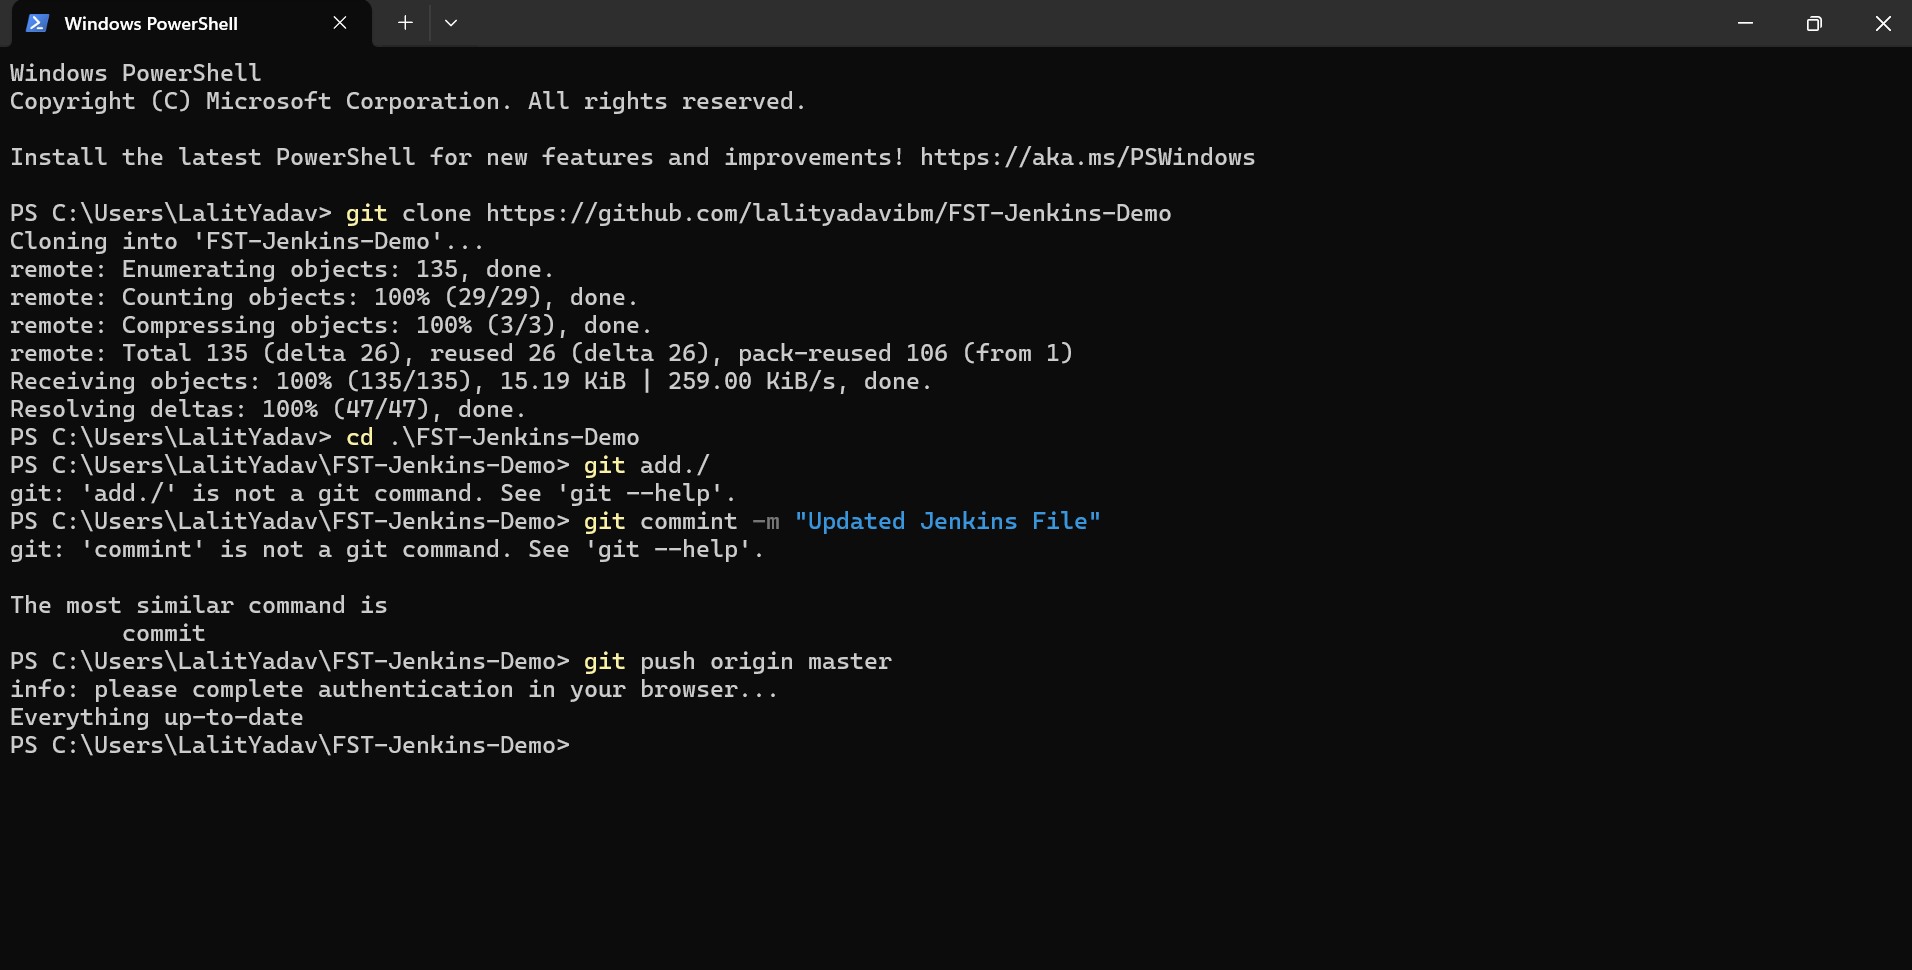 Windows PowerShell
Windows PowerShell
Copyright (C) Microsoft Corporation. All rights reserved.
Install the latest PowerShell for new features and improvements! https://aka.ms/PSWindows
PS C:\Users\LalitYadav> git clone https://github.com/lalityadavibm/FST-Jenkins-Demo
Cloning into 'FST-Jenkins-Demo'...
remote: Enumerating objects: 135, done.
remote: Counting objects: 100% (29/29), done.
remote: Compressing objects: 100% (3/3), done.
remote: Total 135 (delta 26), reused 26 (delta 26), pack-reused 106 (from 1)
Receiving objects: 100% (135/135), 15.19 KiB | 259.00 KiB/s, done.
Resolving deltas: 100% (47/47), done.
PS C:\Users\LalitYadav> cd .\FST-Jenkins-Demo
PS C:\Users\LalitYadav\FST-Jenkins-Demo> git add./
git: 'add./' is not a git command. See 'git --help'.
PS C:\Users\LalitYadav\FST-Jenkins-Demo> git commint -m "Updated Jenkins File"
git: 'commint' is not a git command. See 'git --help'.
The most similar command is
commit
PS C:\Users\LalitYadav\FST-Jenkins-Demo> git push origin master
info: please complete authentication in your browser...
Everything up-to-date
PS C:\Users\LalitYadav\FST-Jenkins-Demo>